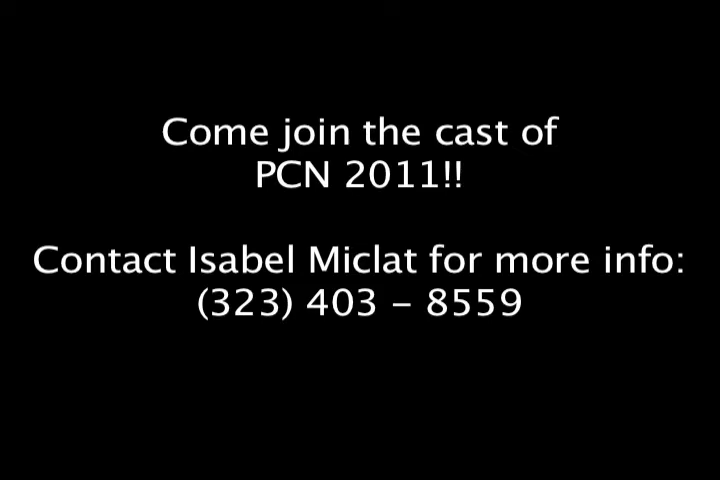 Come join the cast of
PCN 2011!!
Contact Isabel Miclat for more info:
(323) 403 - 8559